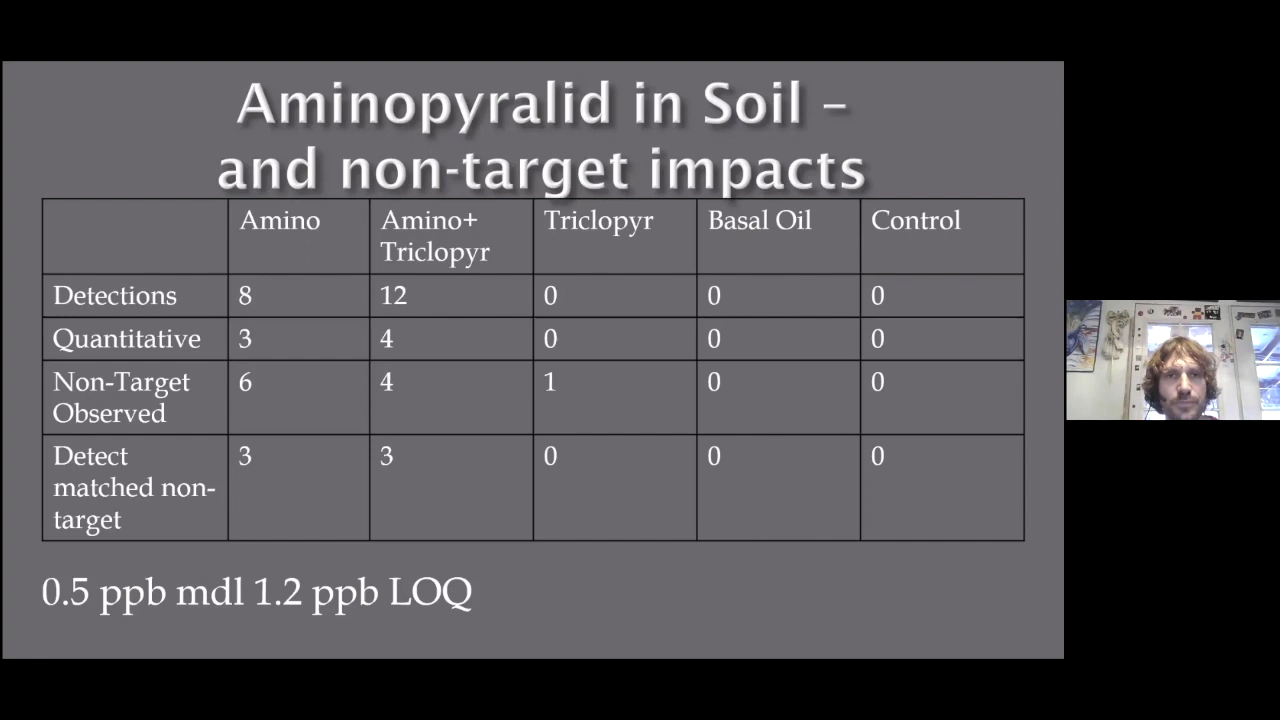 Aminopyralid in Soil –
and non-target impacts
Amino Amino+ Triclopyr Basal Oil Control
Triclopyr
Detections 8 12 0 0 0
Quantitative 3 4 0 0 0
Non-Target 6 4 1 0 0
Observed
Detect 3 3 0 0 0
matched non-
target
0.5 ppb mdl 1.2 ppb LOQ